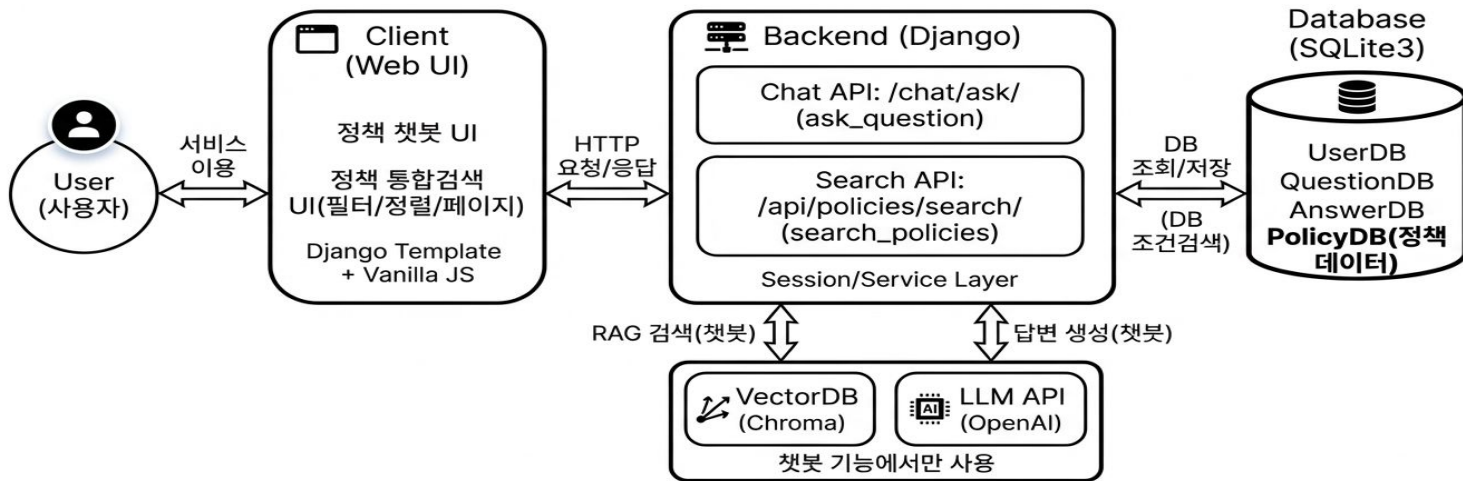 User
(사용자)
서비스
이용
Client
(Web UI)
정책 챗봇 UI
정책 통합검색
UI(필터/정렬/페이지)
Django Template
+ Vanilla JS
HTTP
요청/응답
Backend (Django)
Chat API: /chat/ask/
(ask_question)
Search API:
/api/policies/search/
(search_policies)
Session/Service Layer
DB
조회/저장
(DB
조건검색)
Database
(SQLite3)
UserDB
QuestionDB
AnswerDB
PolicyDB(정책
데이터)
RAG 검색(챗봇)
답변 생성(챗봇)
VectorDB
(Chroma)
AI
LLM API
(OpenAI)
챗봇 기능에서만 사용